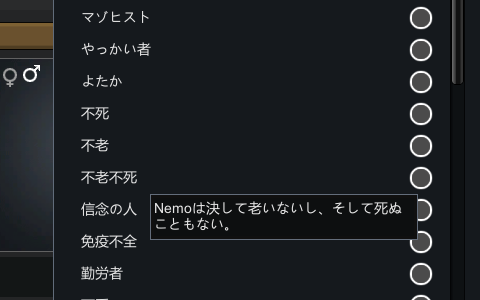 マゾヒスト
やっかい者
よたか
不死
不老
不老不死
信念の人
Nemoは決して老いないし、そして死ぬ
こともない。
免疫不全
勤労者